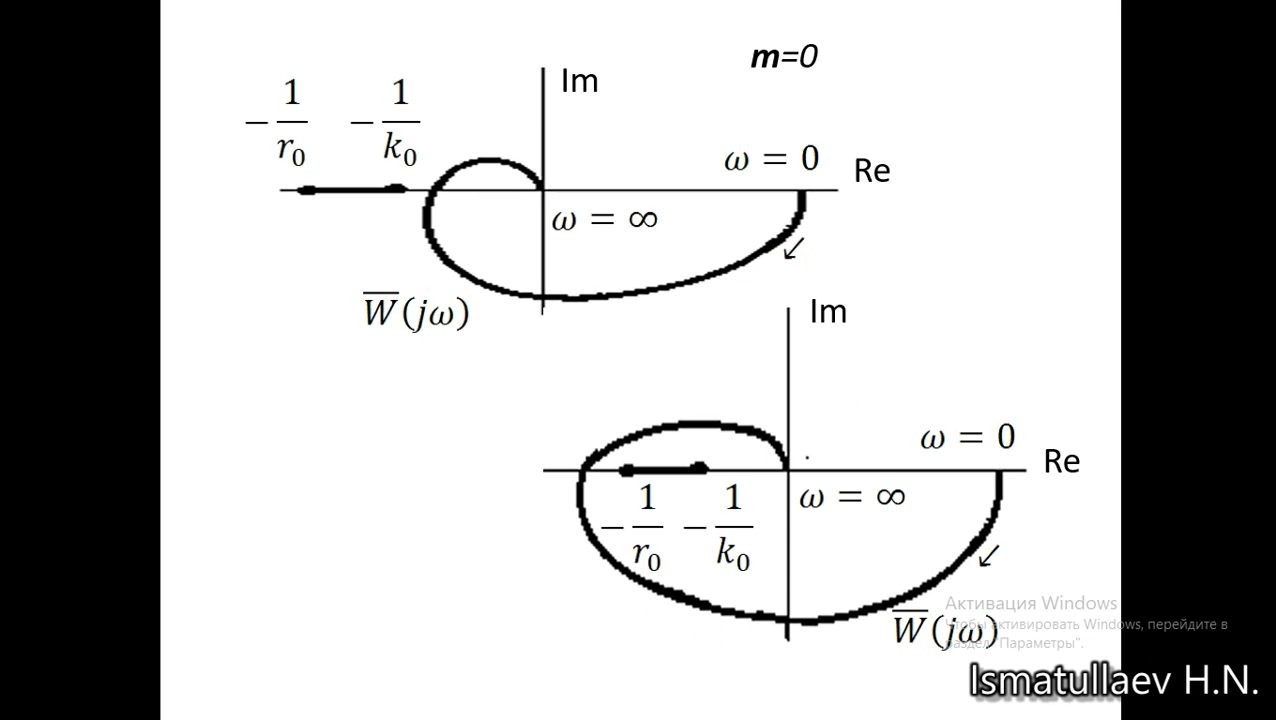 m=0
Im
− 1/r₀  − 1/k₀
ω = 0
Re
ω = ∞
W̅(jω)
Im
ω = 0
Re
ω = ∞
− 1/r₀  − 1/k₀
W̅(jω)
Активация Windows
Чтобы активировать Windows, перейдите в
раздел "Параметры".
Ismatullaev H.N.